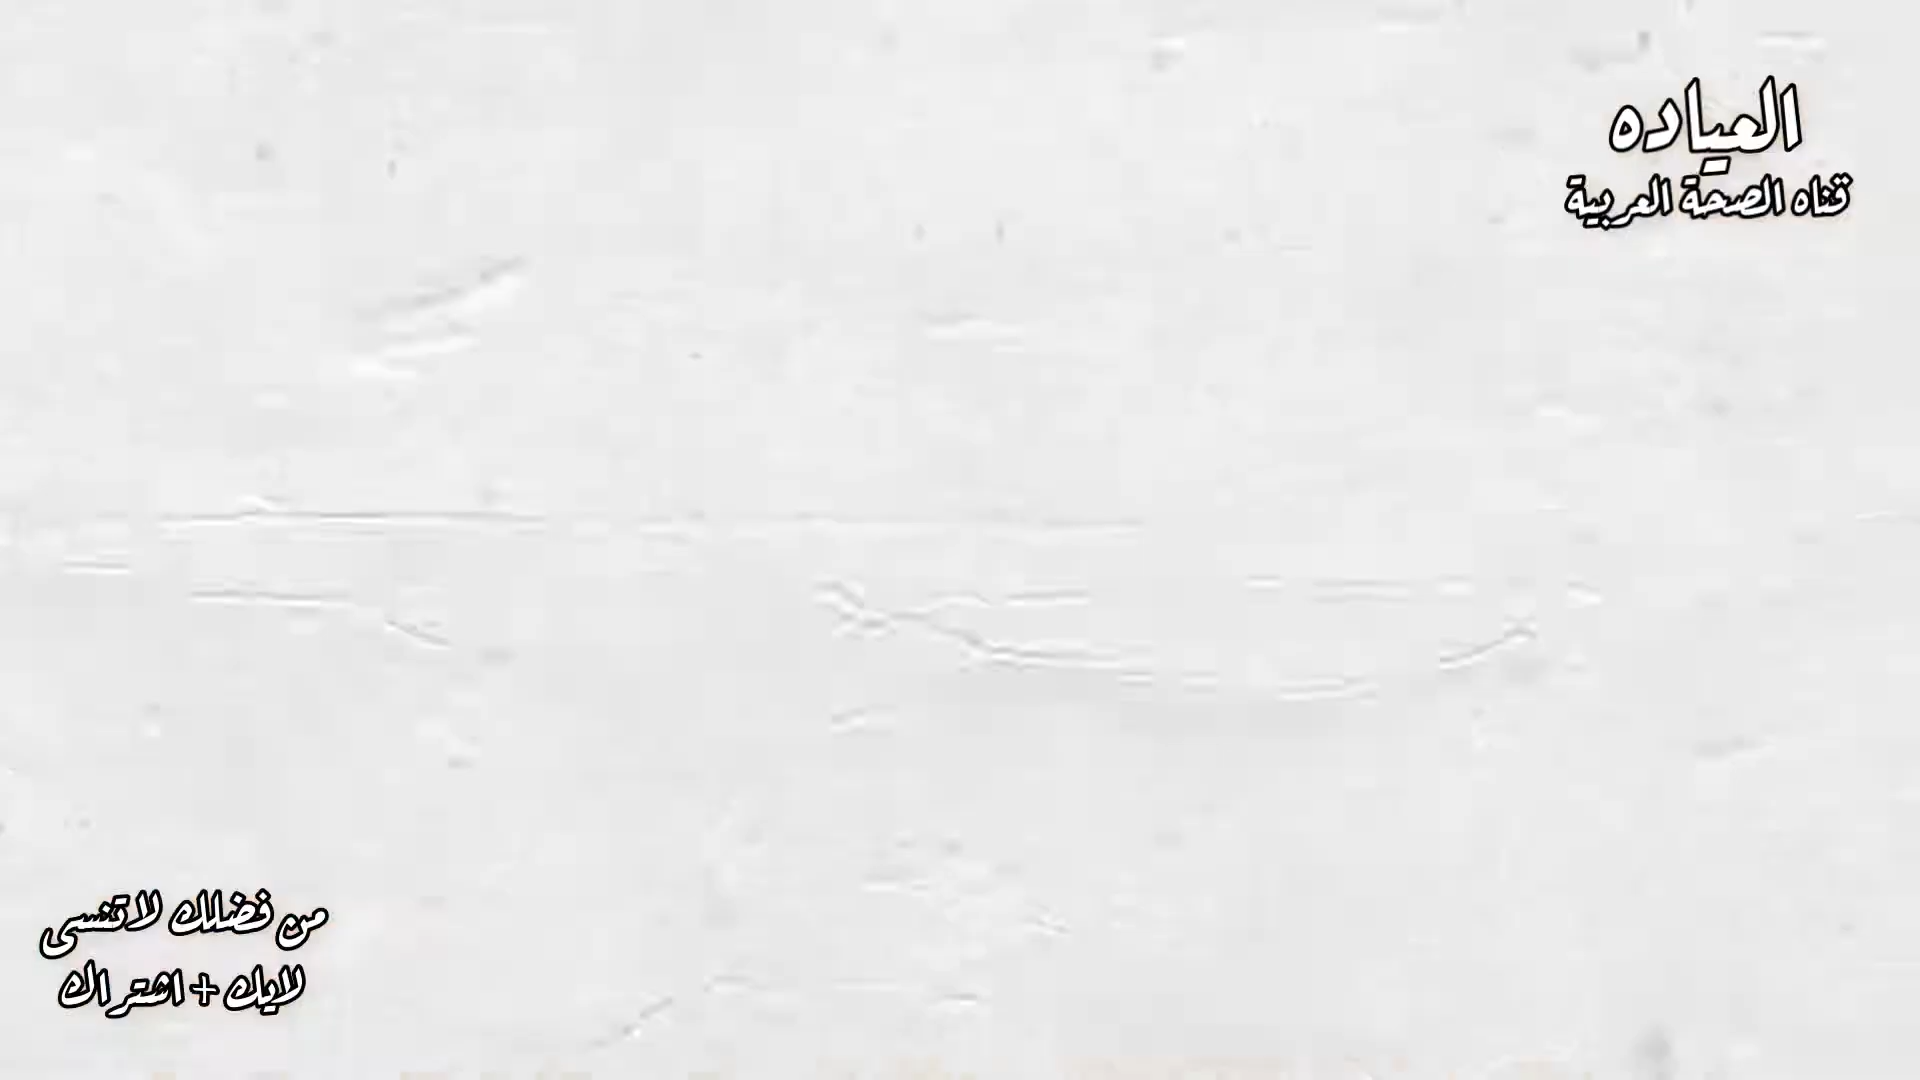 العياده
قناه الصحة العربية
من فضلك لاتنسى
لايك + اشتراك